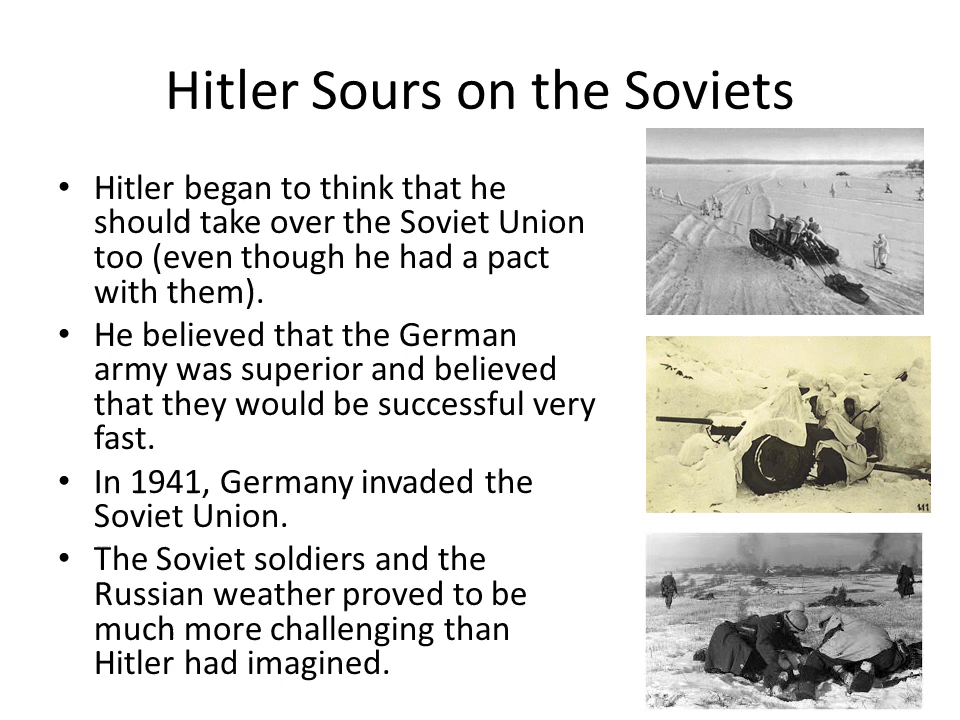 Hitler Sours on the Soviets
• Hitler began to think that he
should take over the Soviet Union
too (even though he had a pact
with them).
• He believed that the German
army was superior and believed
that they would be successful very
fast.
• In 1941, Germany invaded the
Soviet Union.
• The Soviet soldiers and the
Russian weather proved to be
much more challenging than
Hitler had imagined.